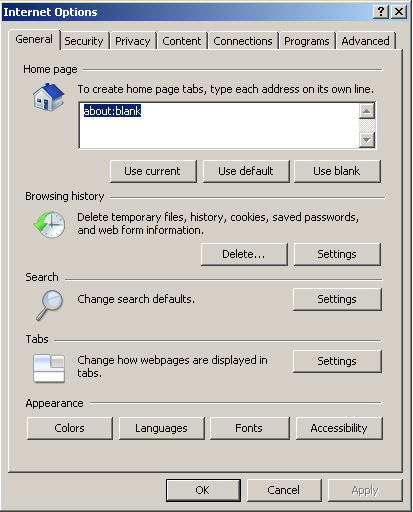 Internet Options
General Security Privacy Content Connections Programs Advanced
Home page
To create home page tabs, type each address on its own line.
about:blank
Use current Use default Use blank
Browsing history
Delete temporary files, history, cookies, saved passwords,
and web form information.
Delete... Settings
Search
Change search defaults. Settings
Tabs
Change how webpages are displayed in
tabs.
Settings
Appearance
Colors Languages Fonts Accessibility
OK Cancel Apply